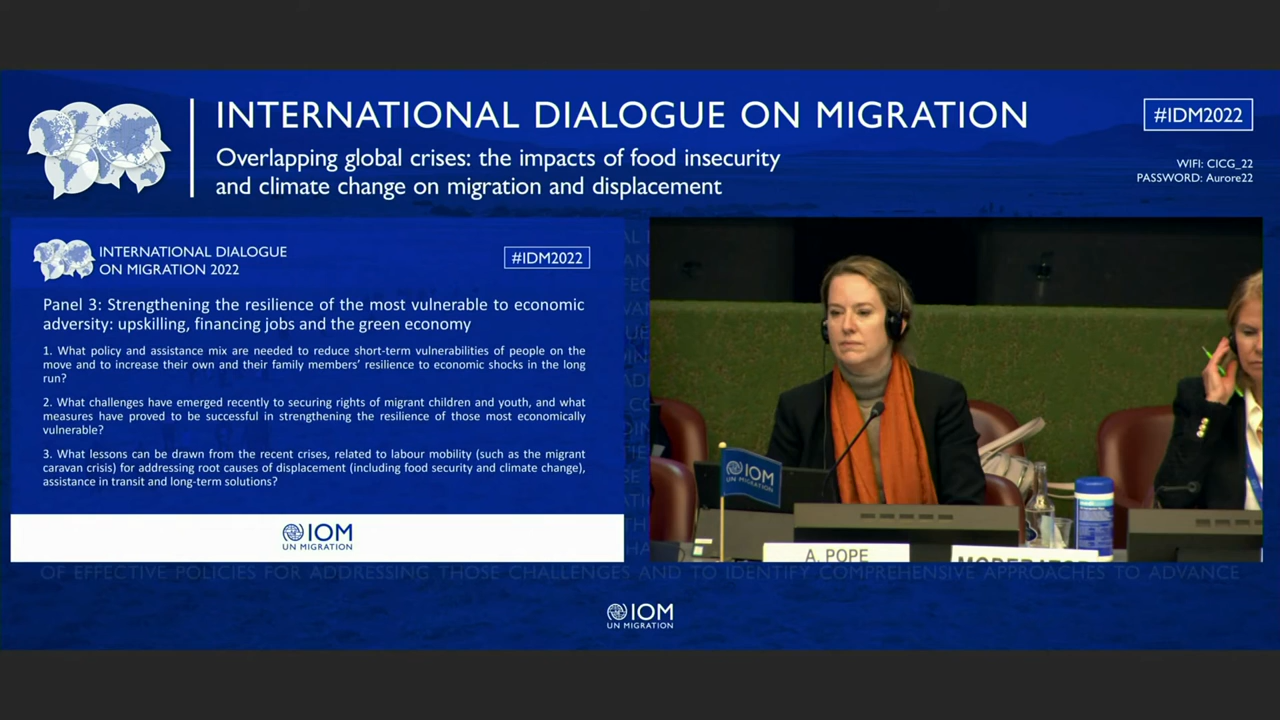 INTERNATIONAL DIALOGUE ON MIGRATION
Overlapping global crises: the impacts of food insecurity
and climate change on migration and displacement
#IDM2022
WIFI: CICG_22
PASSWORD: Aurore22
INTERNATIONAL DIALOGUE
ON MIGRATION 2022
#IDM2022
Panel 3: Strengthening the resilience of the most vulnerable to economic
adversity: upskilling, financing jobs and the green economy
1. What policy and assistance mix are needed to reduce short-term vulnerabilities of people on the
move and to increase their own and their family members' resilience to economic shocks in the long
run?
2. What challenges have emerged recently to securing rights of migrant children and youth, and what
measures have proved to be successful in strengthening the resilience of those most economically
vulnerable?
3. What lessons can be drawn from the recent crises, related to labour mobility (such as the migrant
caravan crisis) for addressing root causes of displacement (including food security and climate change),
assistance in transit and long-term solutions?
IOM
UN MIGRATION
IOM
A. POPE
MODERATOR
OF EFFECTIVE POLICIES FOR ADDRESSING THOSE CHALLENGES AND TO IDENTIFY COMPREHENSIVE APPROACHES TO ADVANCE
IOM
UN MIGRATION